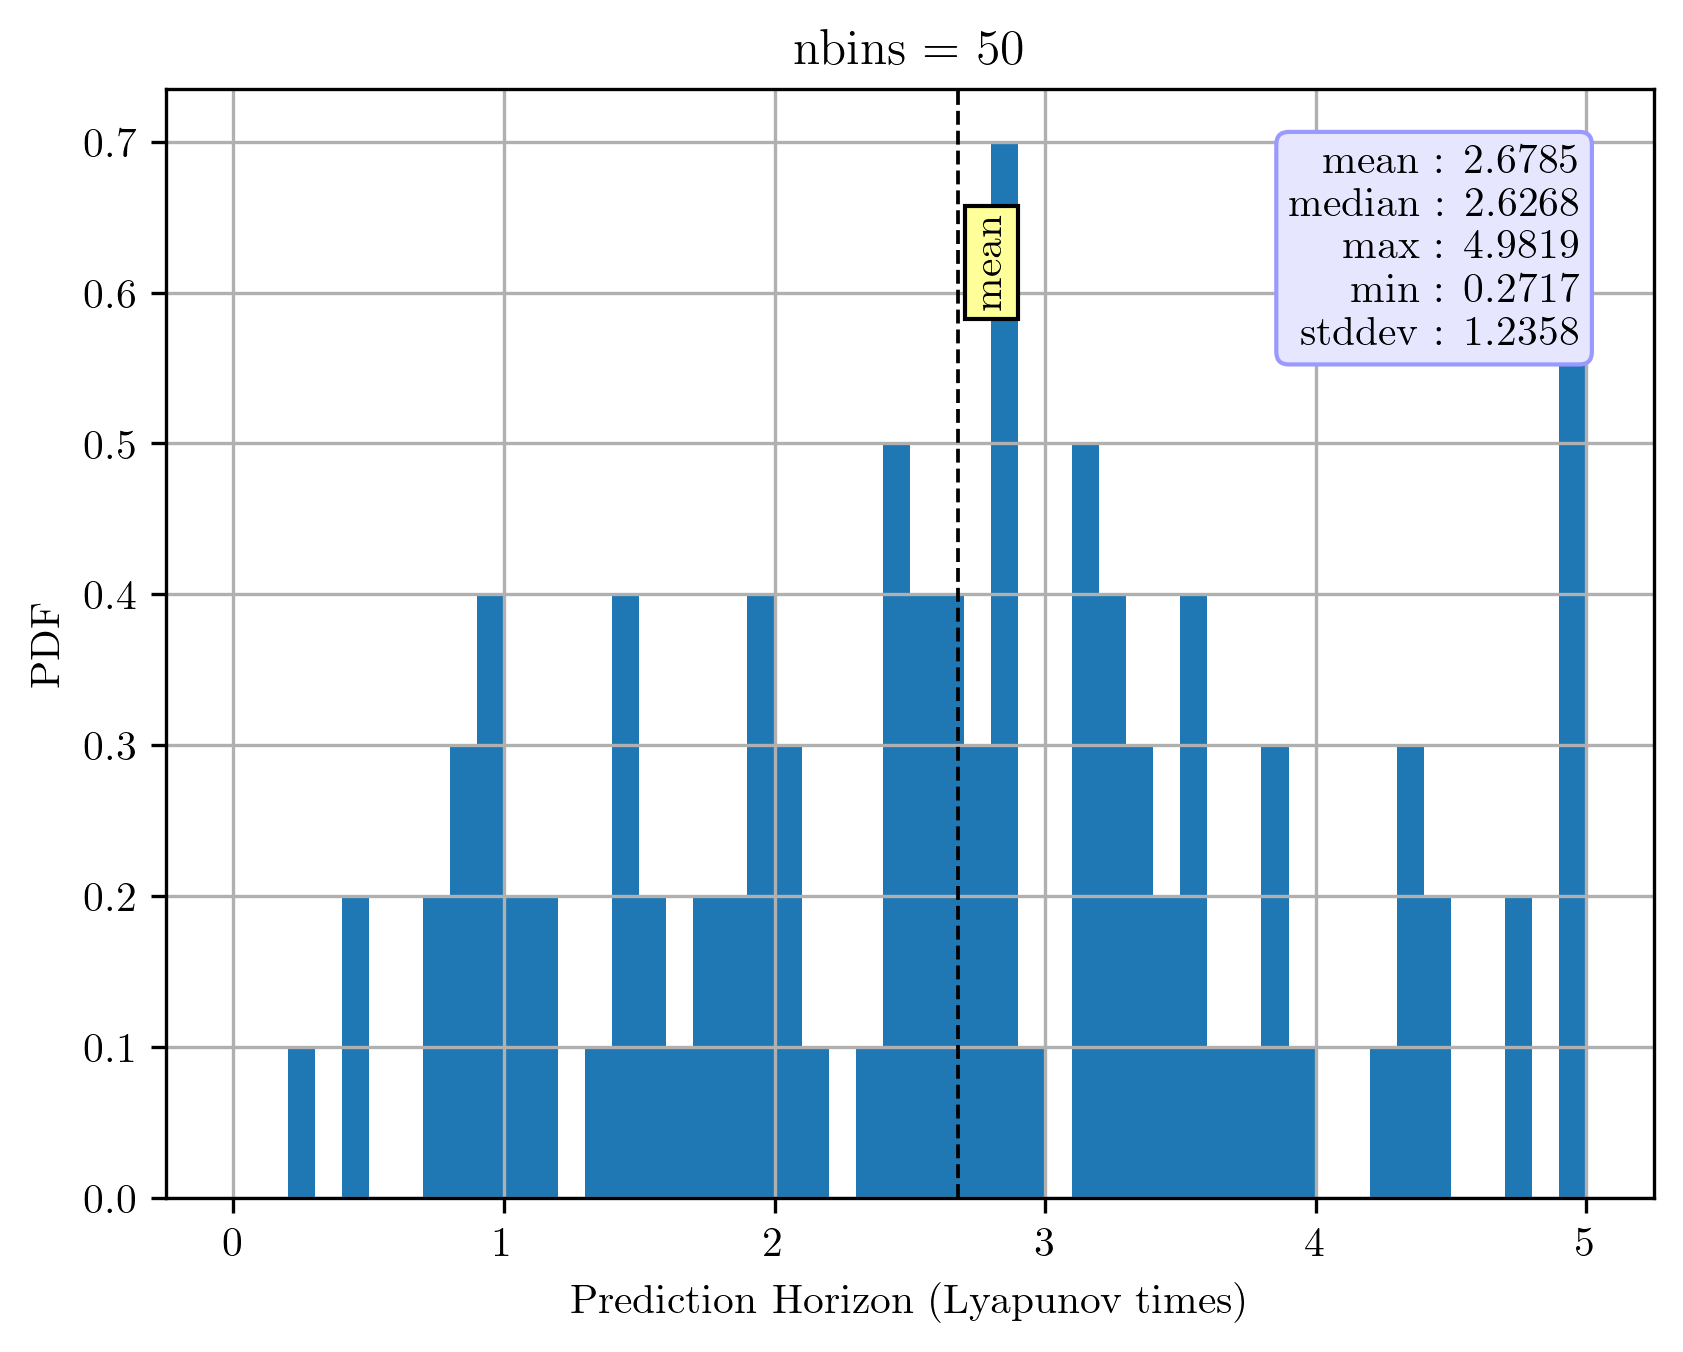 nbins = 50
0.7
0.6
0.5
0.4
0.3
0.2
0.1
0.0
PDF
mean
mean : 2.6785
median : 2.6268
max : 4.9819
min : 0.2717
stddev : 1.2358
0 1 2 3 4 5
Prediction Horizon (Lyapunov times)